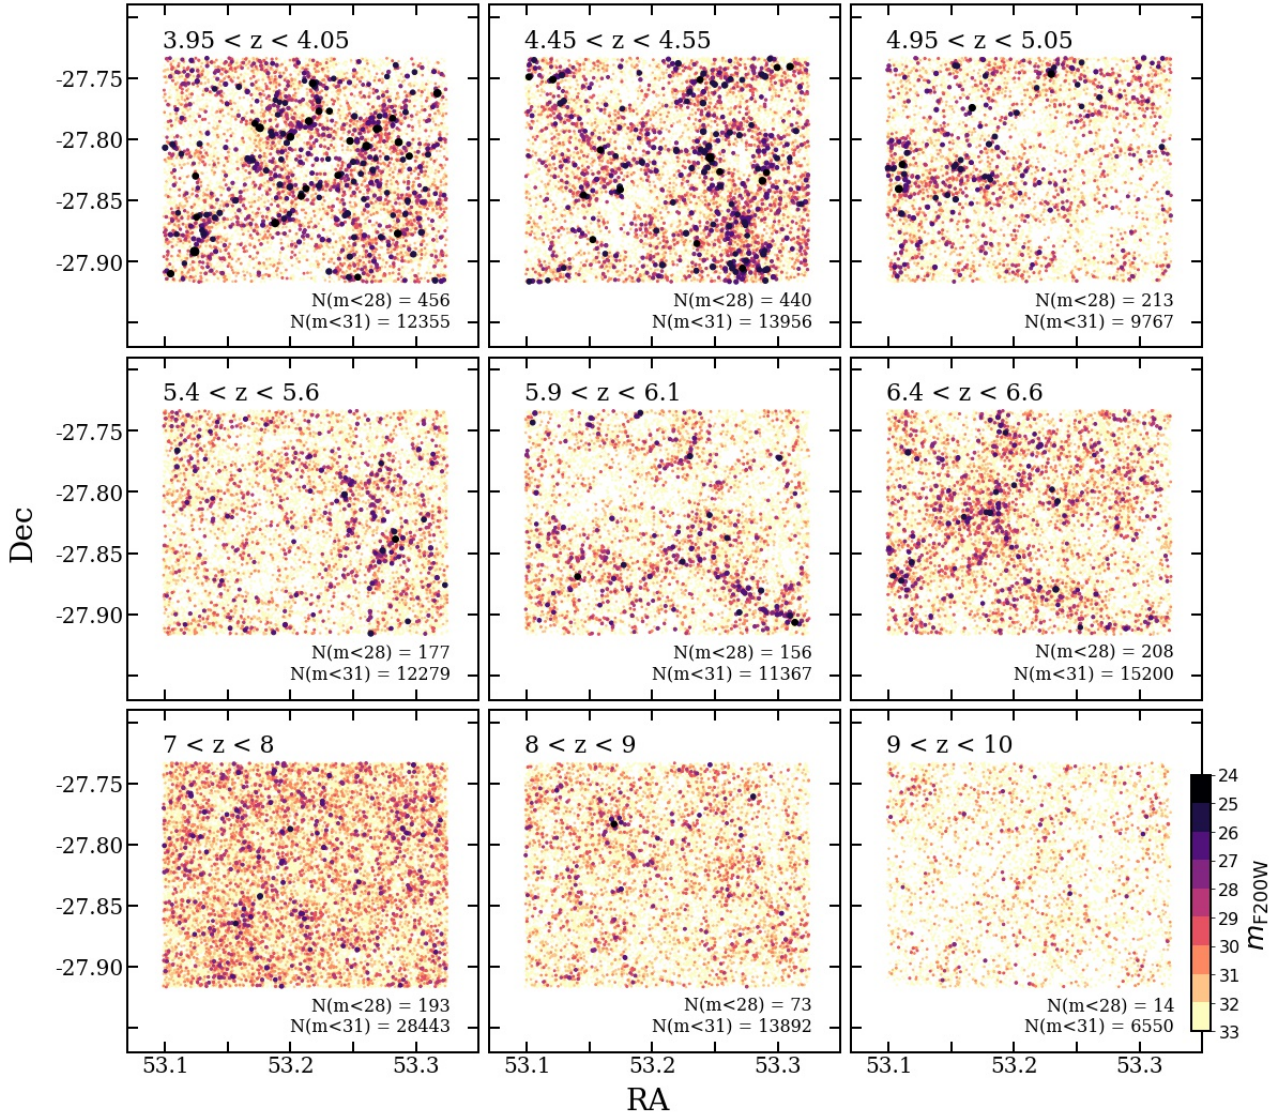 3.95 < z < 4.05
4.45 < z < 4.55
4.95 < z < 5.05
-27.75
-27.80
-27.85
-27.90
N(m<28) = 456
N(m<31) = 12355
N(m<28) = 440
N(m<31) = 13956
N(m<28) = 213
N(m<31) = 9767
5.4 < z < 5.6
5.9 < z < 6.1
6.4 < z < 6.6
-27.75
-27.80
-27.85
-27.90
Dec
N(m<28) = 177
N(m<31) = 12279
N(m<28) = 156
N(m<31) = 11367
N(m<28) = 208
N(m<31) = 15200
7 < z < 8
8 < z < 9
9 < z < 10
-27.75
-27.80
-27.85
-27.90
N(m<28) = 193
N(m<31) = 28443
N(m<28) = 73
N(m<31) = 13892
N(m<28) = 14
N(m<31) = 6550
24
25
26
27
28
29
30
31
32
33
mF200W
53.1
53.2
53.3
53.1
53.2
53.3
53.1
53.2
53.3
RA